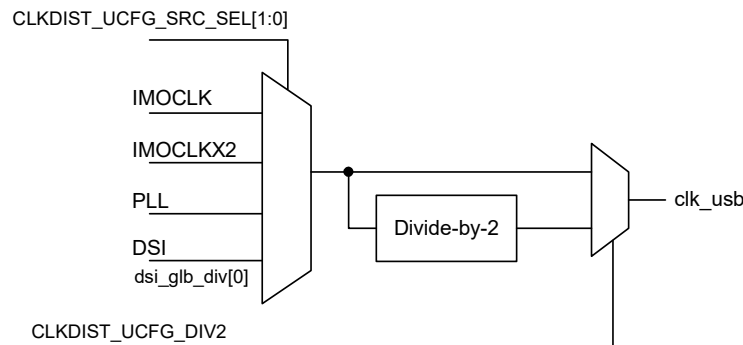 CLKDIST_UCFG_SRC_SEL[1:0]
IMOCLK
IMOCLKX2
PLL
DSI
dsi_glb_div[0]
Divide-by-2
clk_usb
CLKDIST_UCFG_DIV2